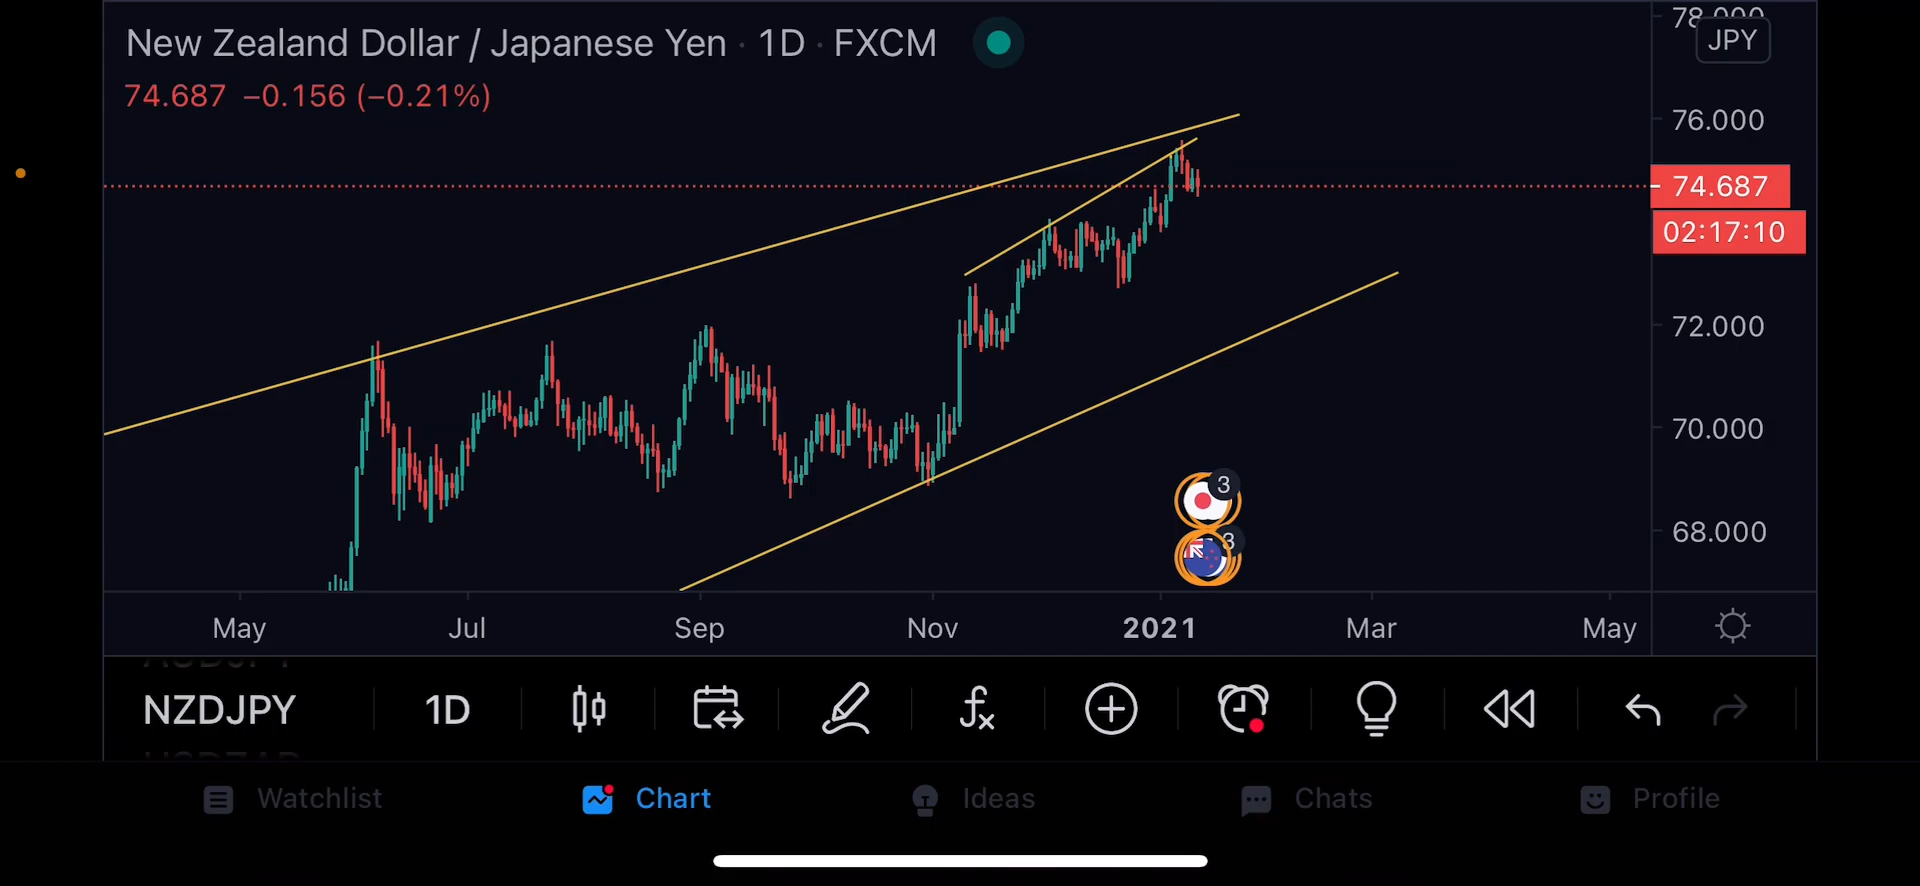 New Zealand Dollar / Japanese Yen · 1D · FXCM
74.687 −0.156 (−0.21%)
78.000
JPY
76.000
74.687
02:17:10
72.000
70.000
68.000
3
3
May Jul Sep Nov 2021 Mar May
NZDJPY 1D
Watchlist Chart Ideas Chats Profile